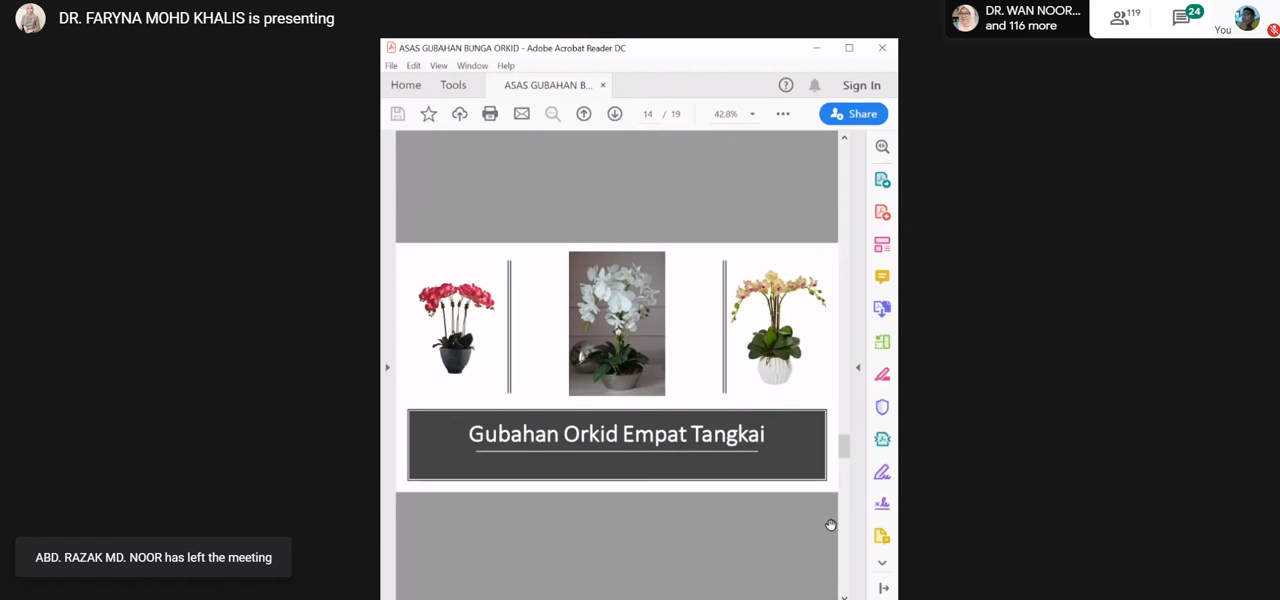 DR. FARYNA MOHD KHALIS is presenting
DR. WAN NOOR...
and 116 more
119
24
You
ASAS GUBAHAN BUNGA ORKID - Adobe Acrobat Reader DC
File Edit View Window Help
Home Tools ASAS GUBAHAN B... × Sign In
14 / 19 42.8% Share
Gubahan Orkid Empat Tangkai
ABD. RAZAK MD. NOOR has left the meeting